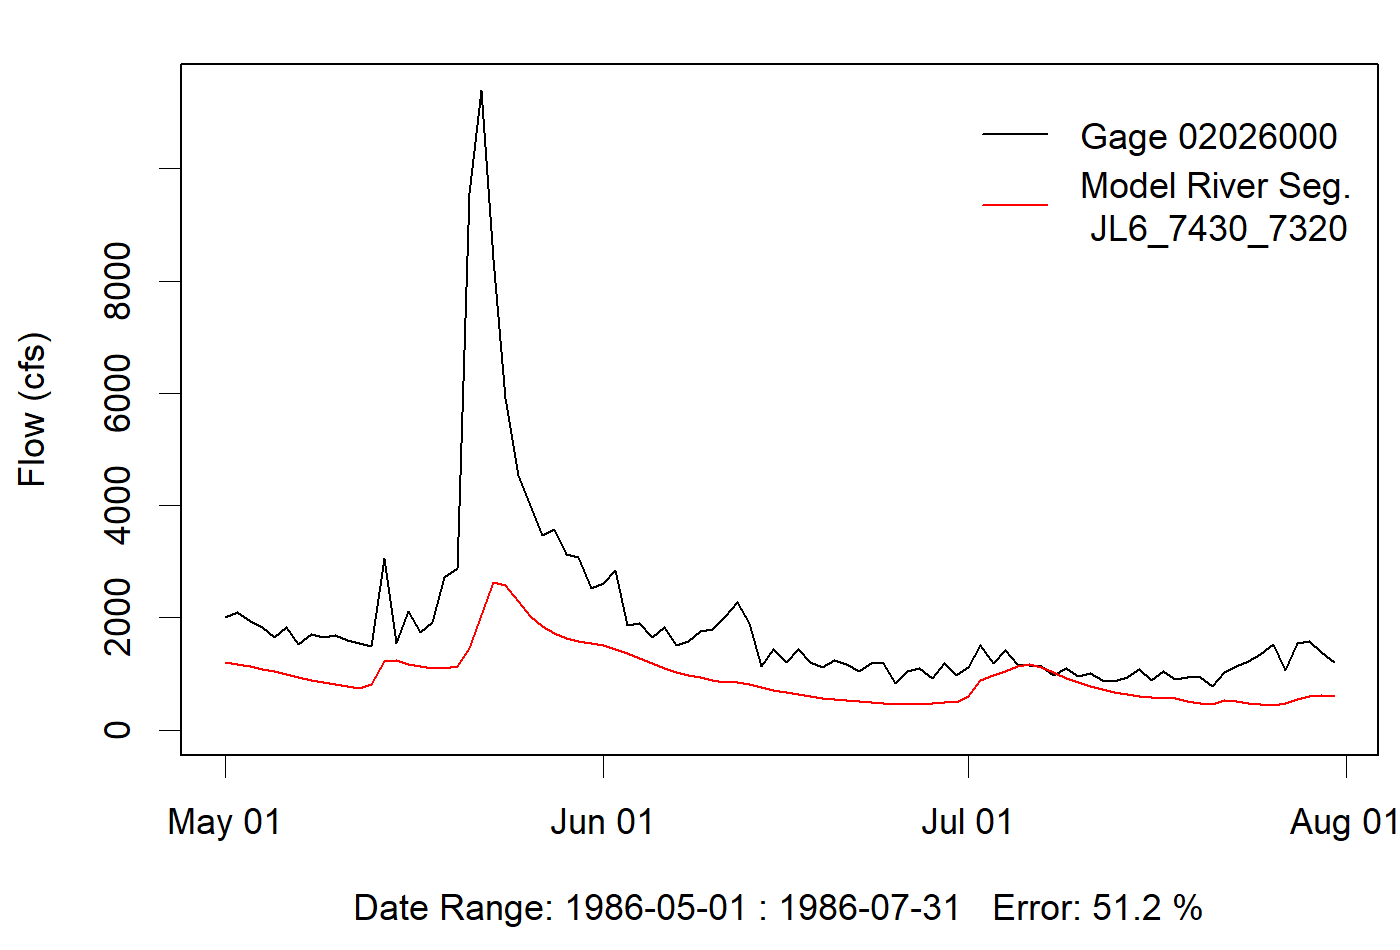 Gage 02026000
Model River Seg.
JL6_7430_7320
Flow (cfs)
8000
6000
4000
2000
0
May 01 Jun 01 Jul 01 Aug 01
Date Range: 1986-05-01 : 1986-07-31 Error: 51.2 %